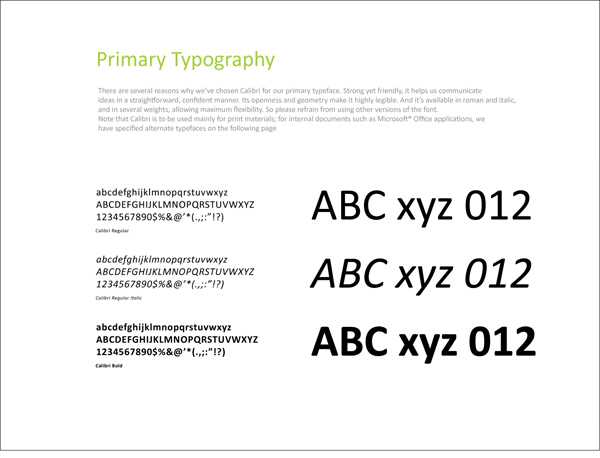 Primary Typography
There are several reasons why we've chosen Calibri for our primary typeface. Strong yet friendly, it helps us communicate
ideas in a straightforward, confident manner. Its openness and geometry make it highly legible. And it's available in roman and italic,
and in several weights, allowing maximum flexibility. So please refrain from using other versions of the font.
Note that Calibri is to be used mainly for print materials; for internal documents such as Microsoft® Office applications, we
have specified alternate typefaces on the following page
abcdefghijklmnopqrstuvwxyz
ABCDEFGHIJKLMNOPQRSTUVWXYZ
1234567890$%&@'*(.,;:"!?)
Calibri Regular
ABC xyz 012
abcdefghijklmnopqrstuvwxyz
ABCDEFGHIJKLMNOPQRSTUVWXYZ
1234567890$%&@'*(.,;:"!?)
Calibri Regular Italic
ABC xyz 012
abcdefghijklmnopqrstuvwxyz
ABCDEFGHIJKLMNOPQRSTUVWXYZ
1234567890$%&@'*(.,;:"!?)
Calibri Bold
ABC xyz 012